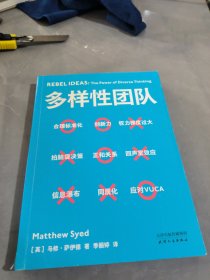 REBEL IDEAS: The Power of Diverse Thinking
多样性团队
合理标准化 创新力 权力梯度过大
拍脑袋决策 正和关系 回声室效应
信息瀑布 同质化 应对VUCA
Matthew Syed
[英] 马修·萨伊德 著 季丽婷 译